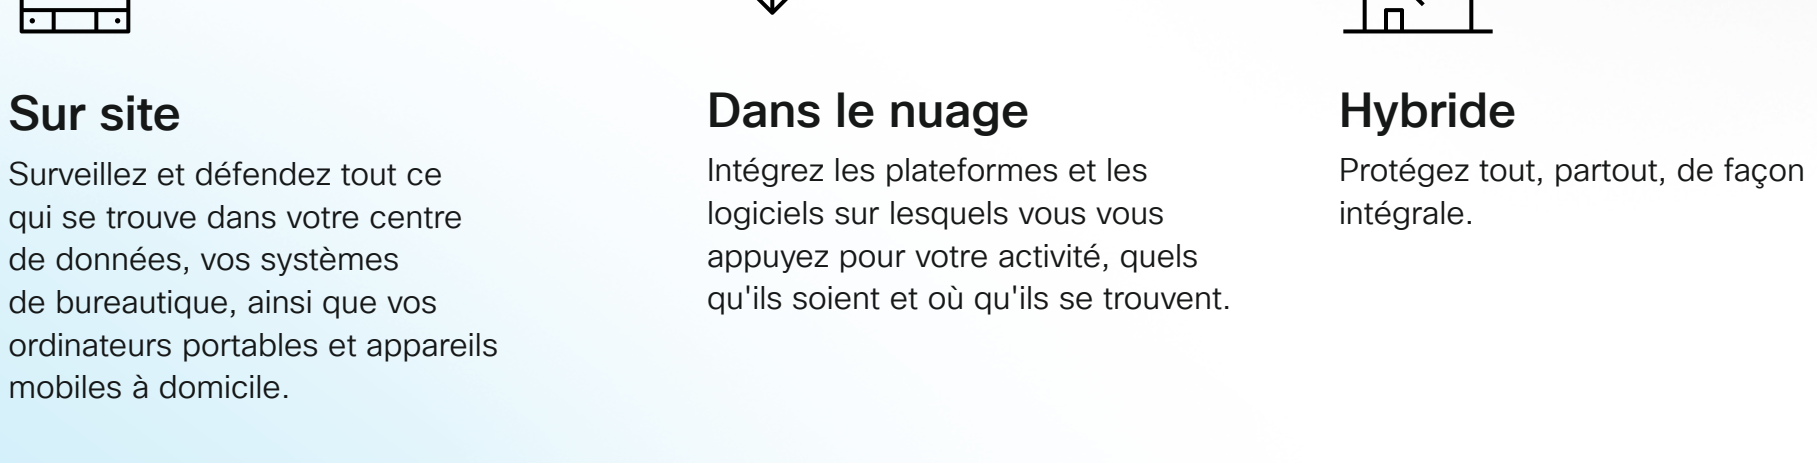 Sur site
Surveillez et défendez tout ce
qui se trouve dans votre centre
de données, vos systèmes
de bureautique, ainsi que vos
ordinateurs portables et appareils
mobiles à domicile.
Dans le nuage
Intégrez les plateformes et les
logiciels sur lesquels vous vous
appuyez pour votre activité, quels
qu'ils soient et où qu'ils se trouvent.
Hybride
Protégez tout, partout, de façon
intégrale.